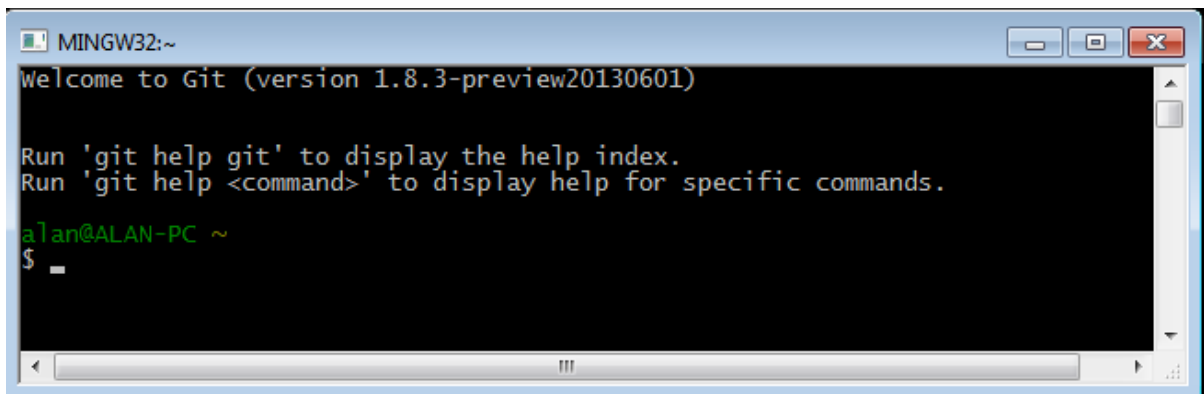 MINGW32:~
Welcome to Git (version 1.8.3-preview20130601)
Run 'git help git' to display the help index.
Run 'git help <command>' to display help for specific commands.
alan@ALAN-PC ~
$